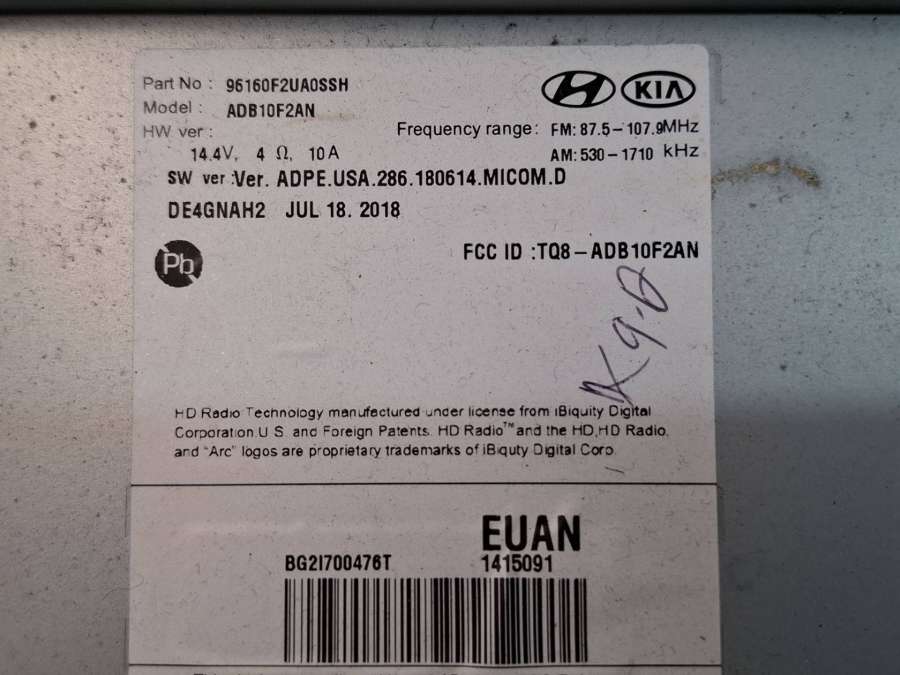 Part No : 96160F2UA0SSH
Model : ADB10F2AN
HW ver :
KIA
Frequency range: FM: 87.5-107.9MHz
14.4V, 4 Ω, 10A
AM: 530-1710 kHz
SW ver :Ver. ADPE.USA.286.180614.MICOM.D
DE4GNAH2 JUL 18. 2018
Pb
FCC ID :TQ8-ADB10F2AN
HD Radio Technology manufactured under license from iBiquity Digital
Corporation.U.S. and Foreign Patents. HD Radio™ and the HD,HD Radio,
and "Arc" logos are proprietary trademarks of iBiquty Digital Corp.
EUAN
BG2I700476T 1415091